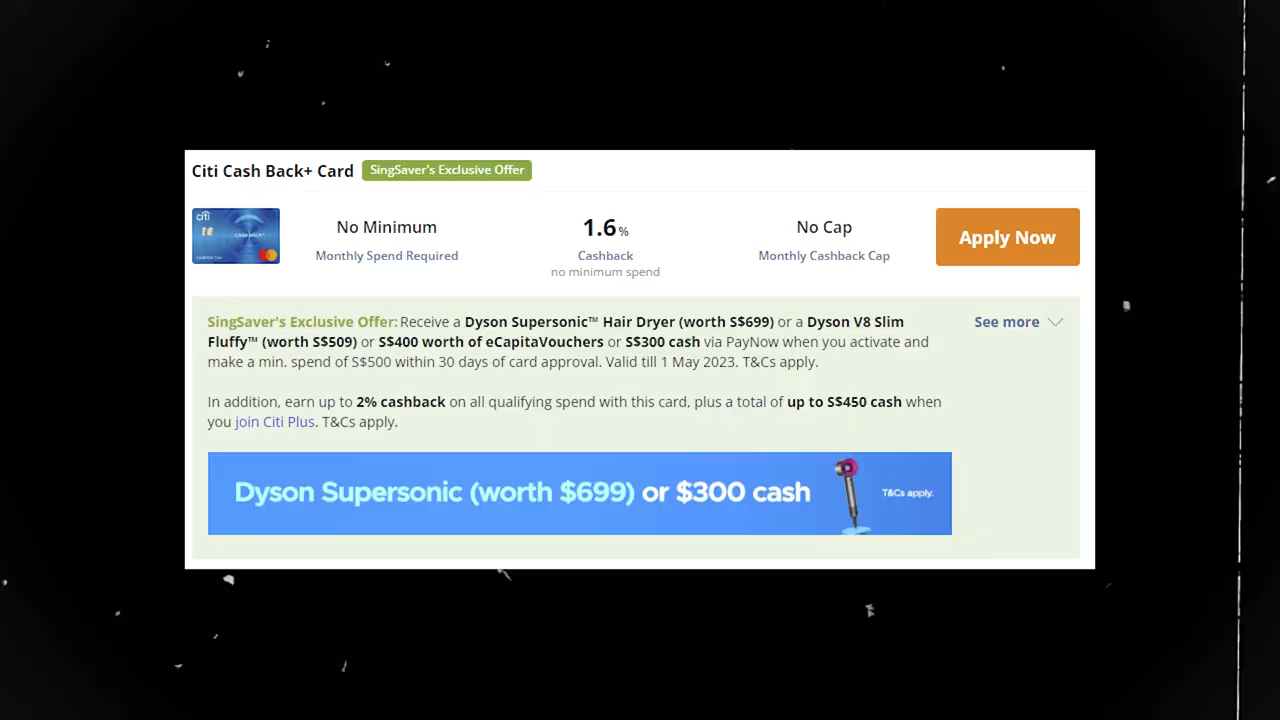 Citi Cash Back+ Card SingSaver's Exclusive Offer
citi
CASH BACK+
No Minimum
Monthly Spend Required
1.6 %
Cashback
no minimum spend
No Cap
Monthly Cashback Cap
Apply Now
SingSaver's Exclusive Offer: Receive a Dyson Supersonic™ Hair Dryer (worth S$699) or a Dyson V8 Slim
Fluffy™ (worth S$509) or S$400 worth of eCapitaVouchers or S$300 cash via PayNow when you activate and
make a min. spend of S$500 within 30 days of card approval. Valid till 1 May 2023. T&Cs apply.
See more
In addition, earn up to 2% cashback on all qualifying spend with this card, plus a total of up to S$450 cash when
you join Citi Plus. T&Cs apply.
Dyson Supersonic (worth $699) or $300 cash
T&Cs apply.